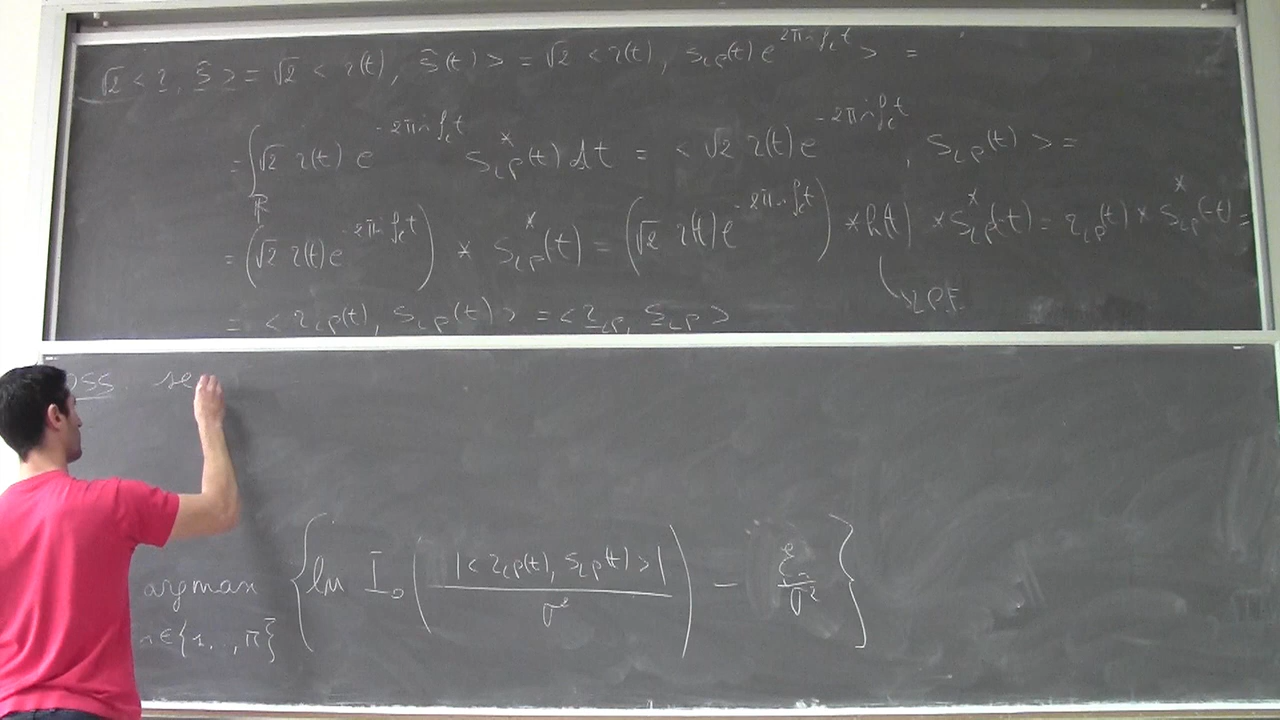 √2 < r, ŝ > = √2 < r(t), ŝ(t) > = √2 < r(t), s_LP(t) e^{2πi f_c t} > =
= ∫_ℝ √2 r(t) e^{-2πi f_c t} s*_LP(t) dt = < √2 r(t) e^{-2πi f_c t}, s_LP(t) > =
= (√2 r(t) e^{-2πi f_c t}) * s*_LP(t) = (√2 r(t) e^{-2πi f_c t}) * h(t) * s*_LP(-t) = r_LP(t) * s*_LP(-t) =
LPF
= < r_LP(t), s_LP(t) > = < r_LP, s_LP >
OSS. se
argmax { ln I₀ ( |< r_LP(t), s_LP(t) >| / σ² ) - ℰ / σ² }
∈ {1, .., M}